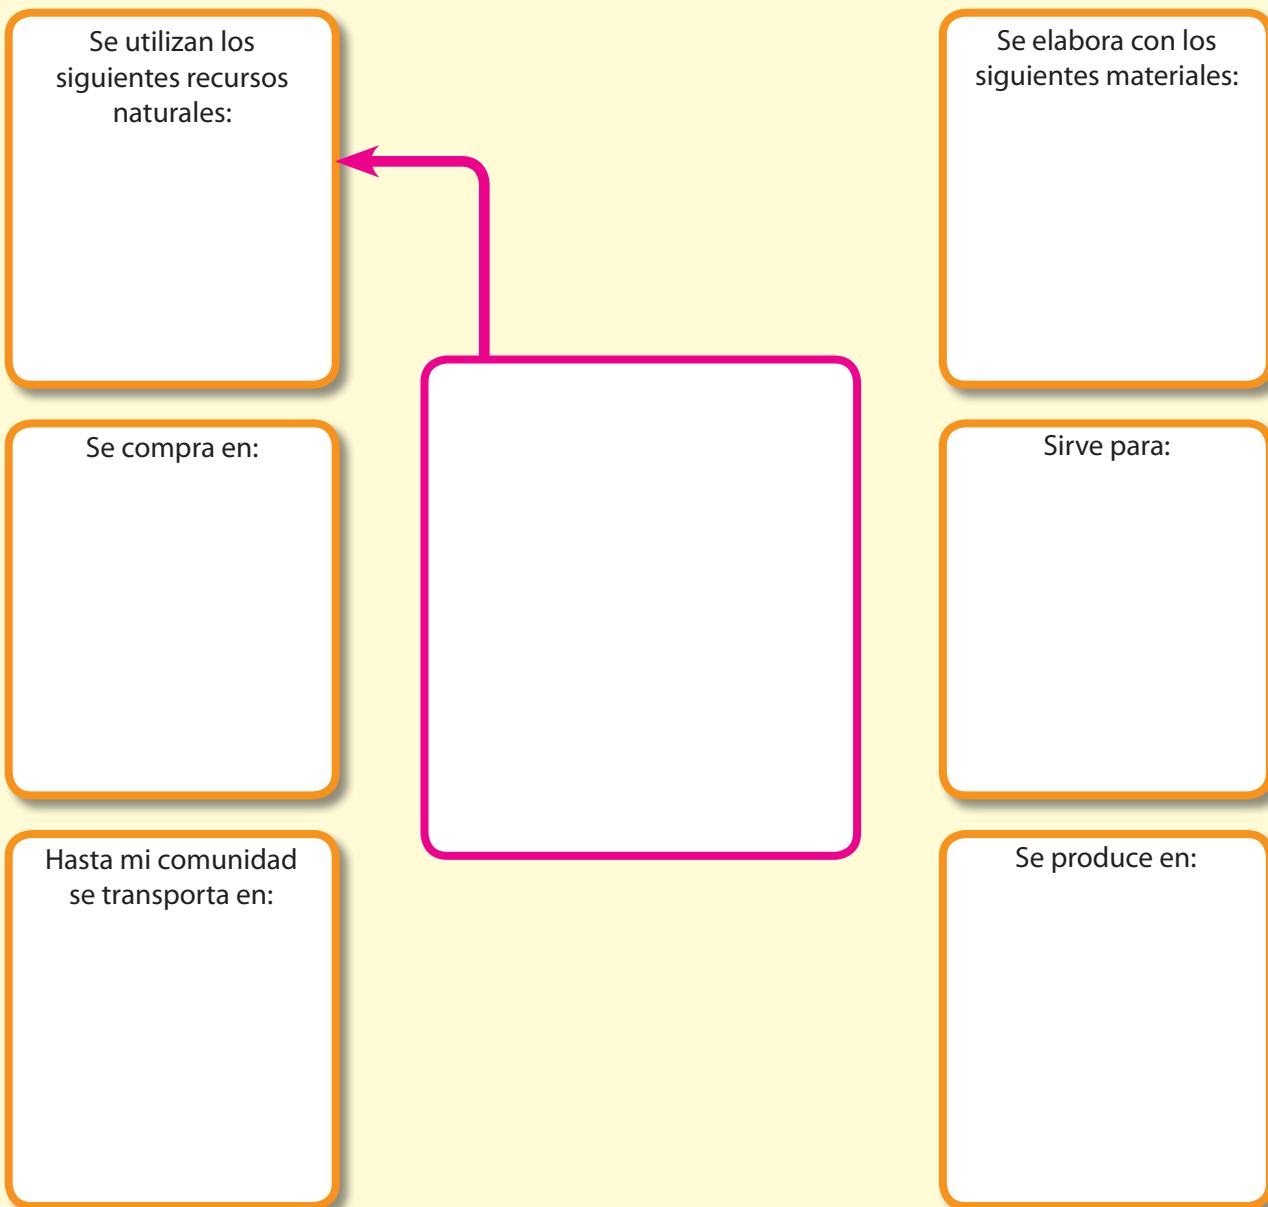 Se utilizan los
siguientes recursos
naturales:
Se elabora con los
siguientes materiales:
Se compra en:
Sirve para:
Hasta mi comunidad
se transporta en:
Se produce en: